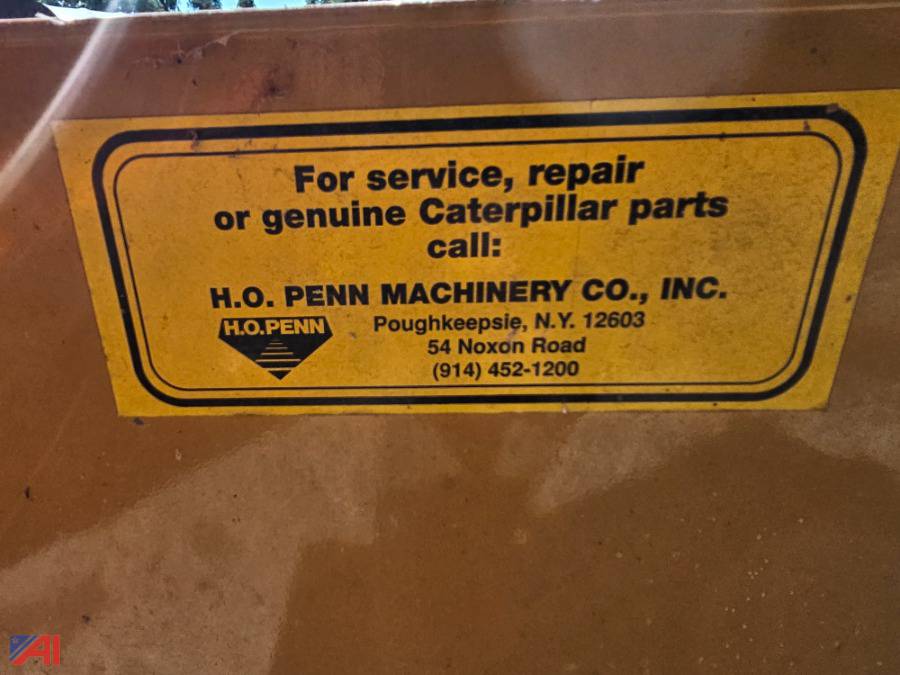 For service, repair
or genuine Caterpillar parts
call:
H.O. PENN MACHINERY CO., INC.
H.O.PENN
Poughkeepsie, N.Y. 12603
54 Noxon Road
(914) 452-1200
AI